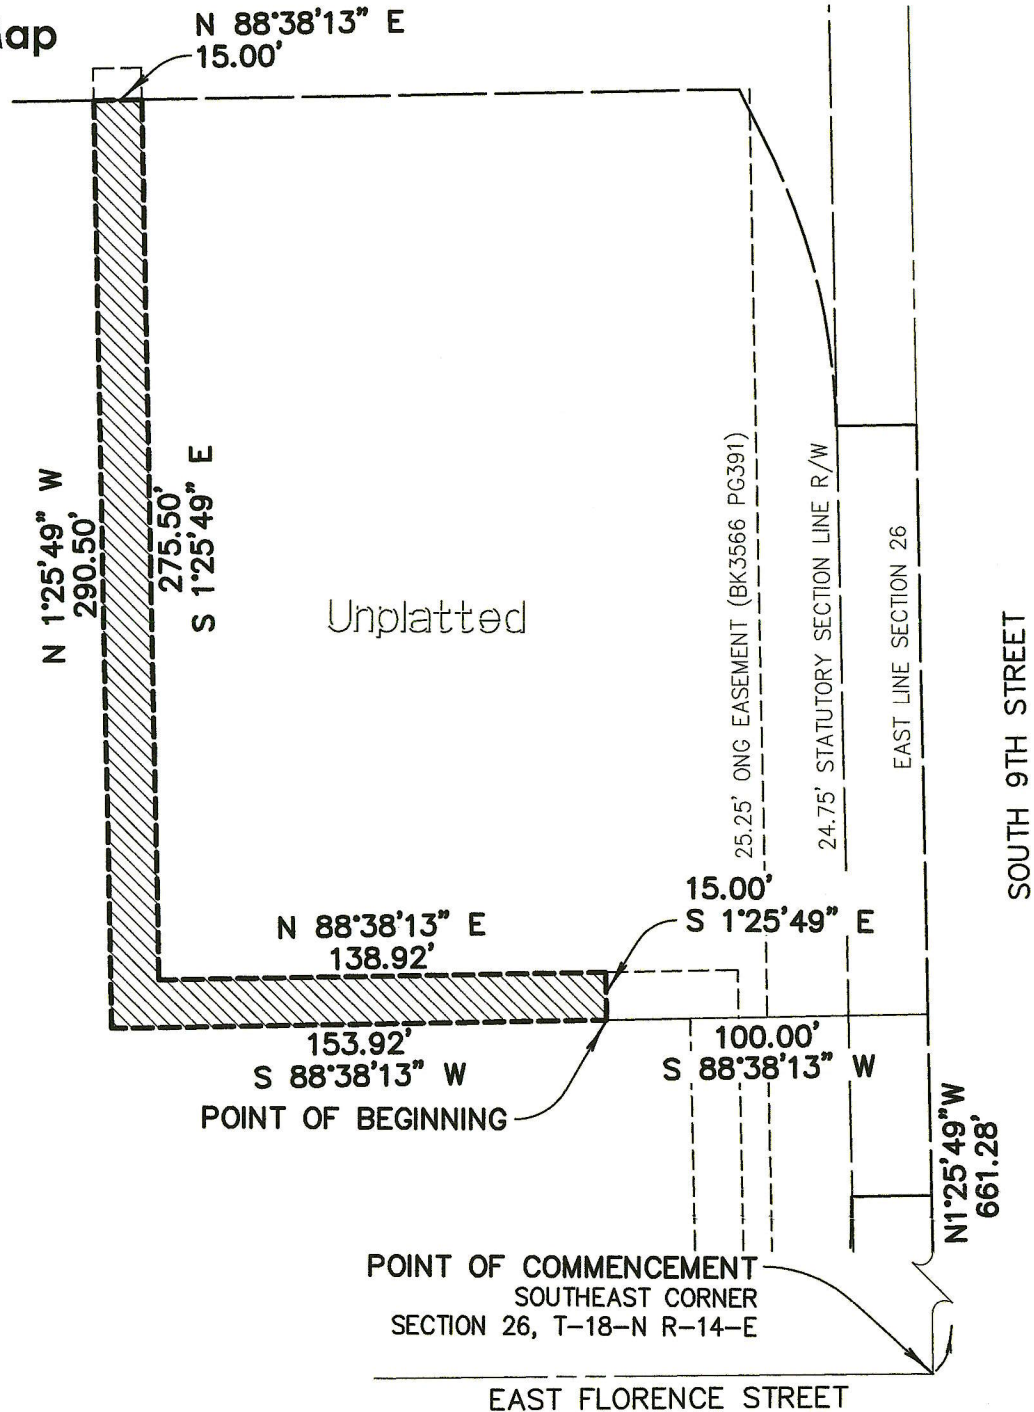 N 88°38'13" E
15.00'
N 1°25'49" W
290.50'
275.50'
S 1°25'49" E
Unplatted
25.25' ONG EASEMENT (BK3566 PG391)
24.75' STATUTORY SECTION LINE R/W
EAST LINE SECTION 26
SOUTH 9TH STREET
15.00'
S 1°25'49" E
N 88°38'13" E
138.92'
153.92'
S 88°38'13" W
POINT OF BEGINNING
100.00'
S 88°38'13" W
N1°25'49"W
661.28'
POINT OF COMMENCEMENT
SOUTHEAST CORNER
SECTION 26, T-18-N R-14-E
EAST FLORENCE STREET